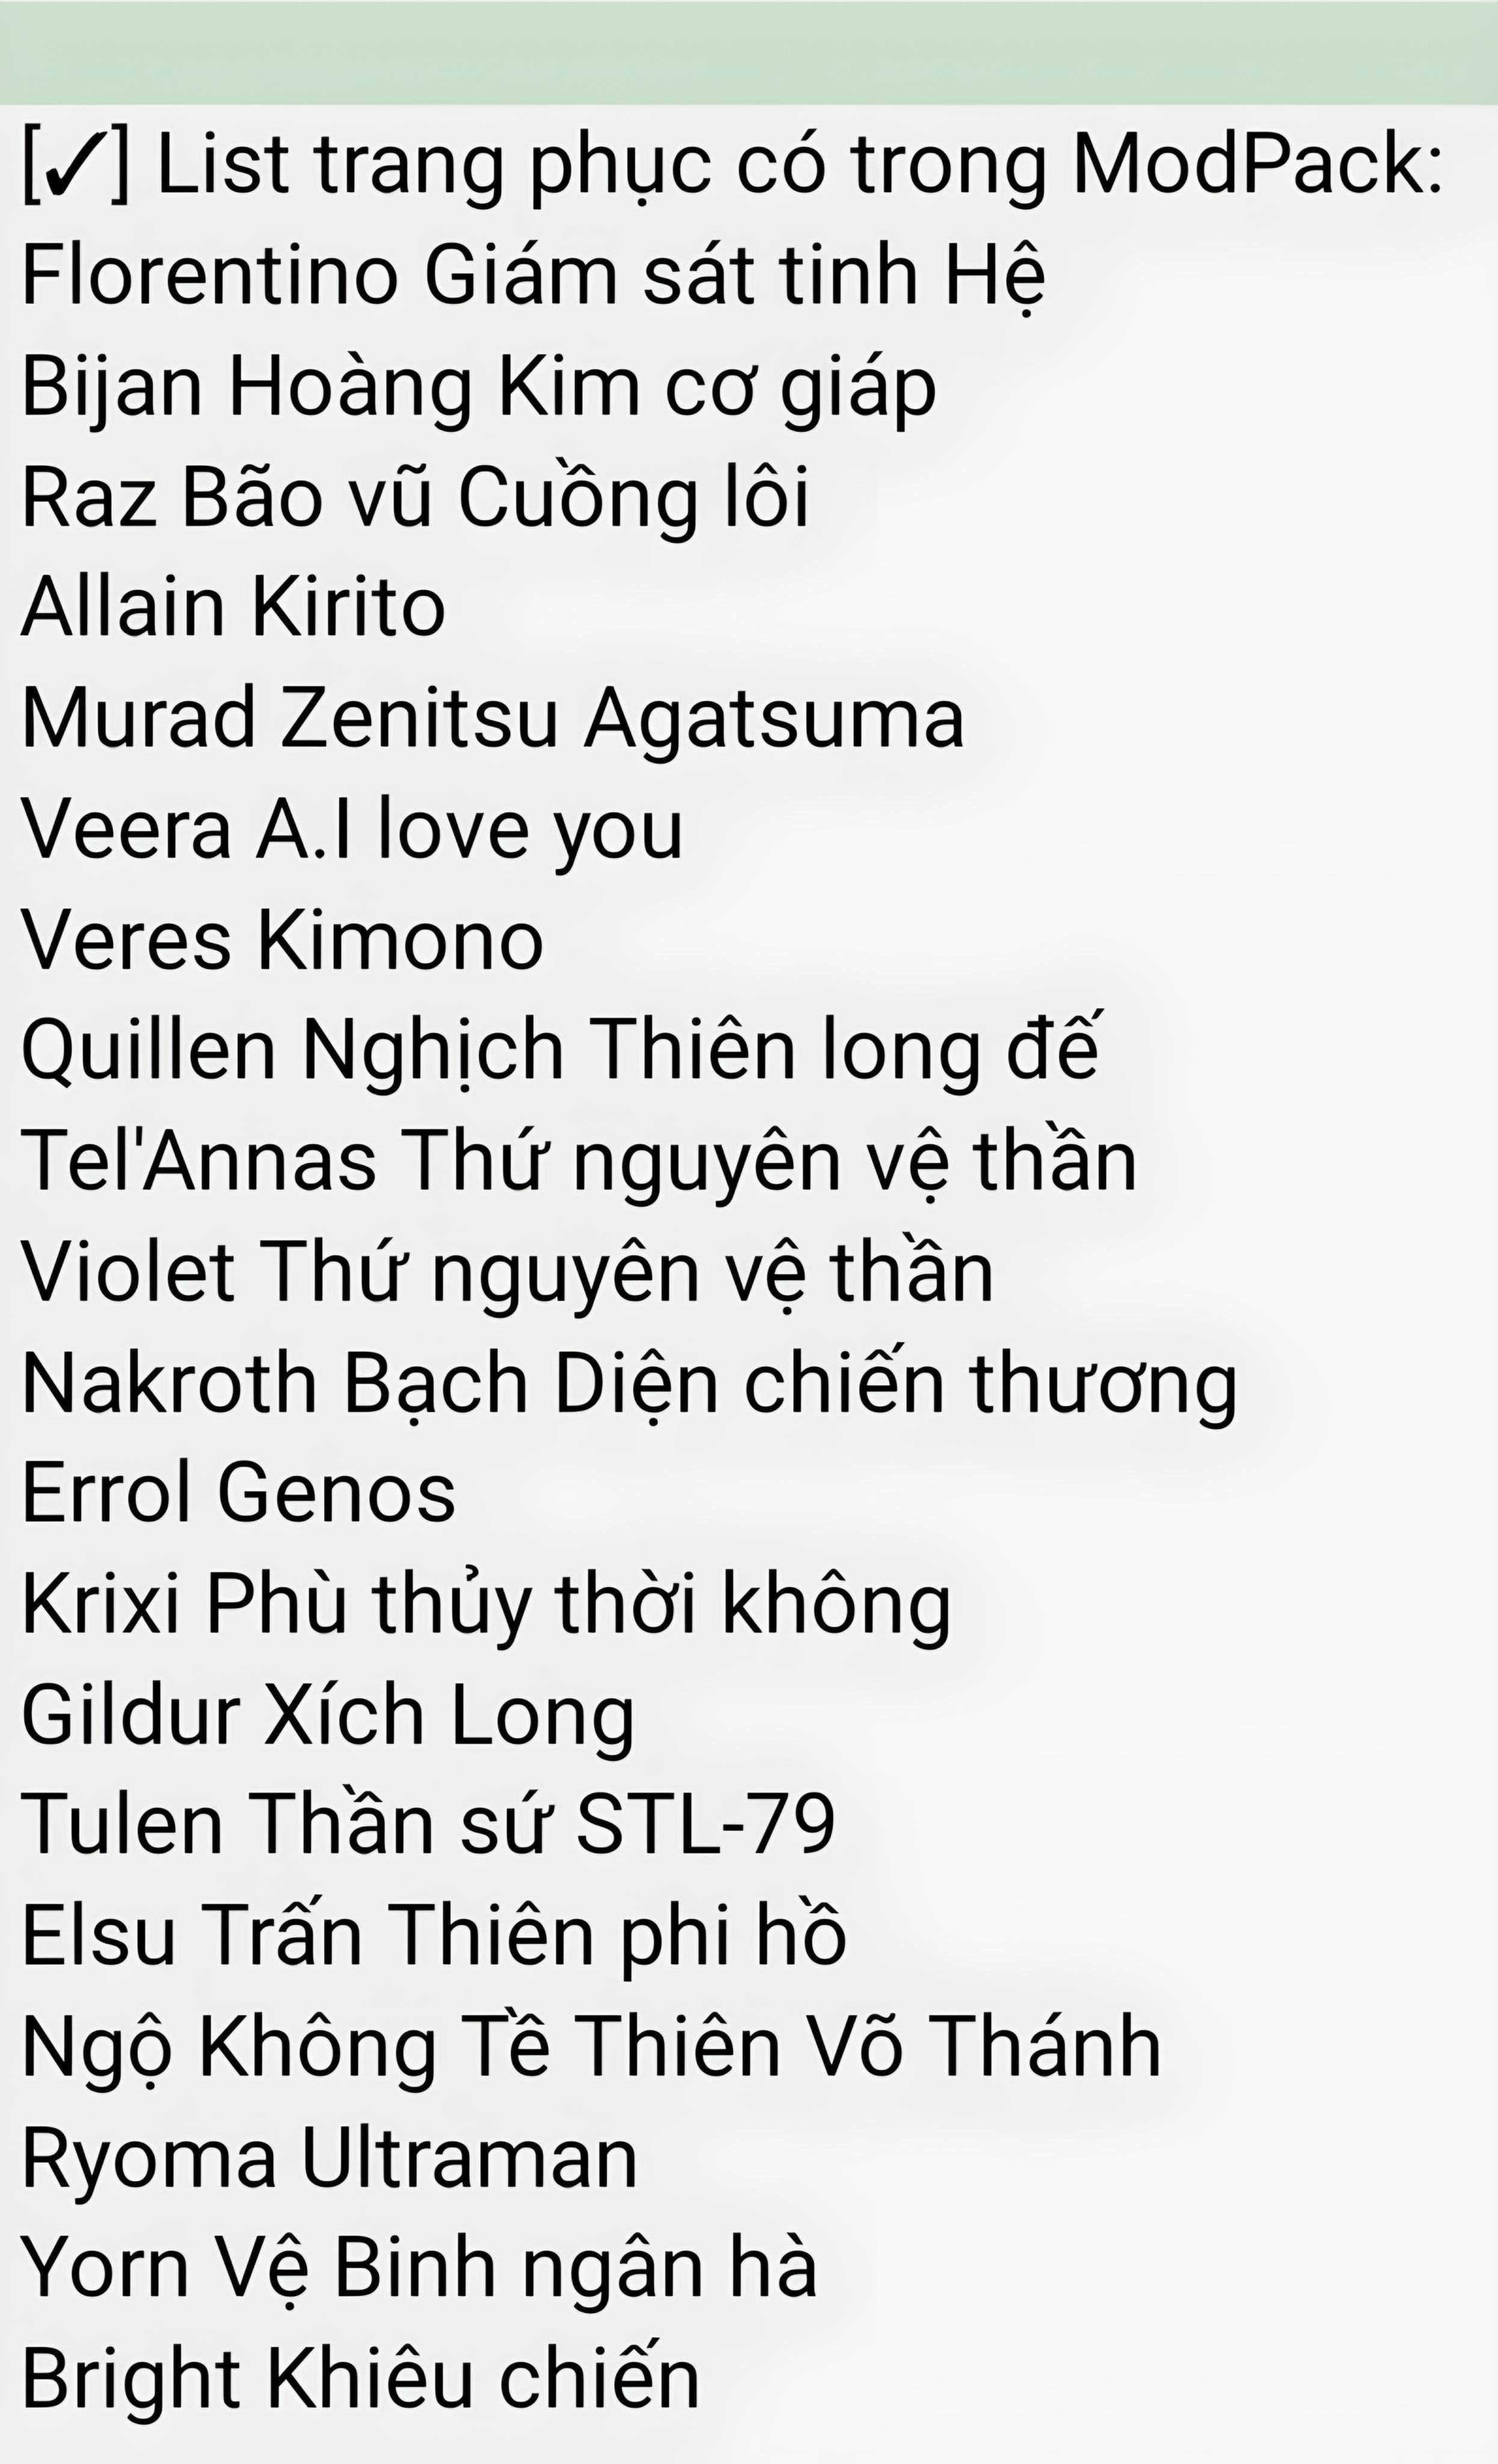 [✓] List trang phục có trong ModPack:
Florentino Giám sát tinh Hệ
Bijan Hoàng Kim cơ giáp
Raz Bão vũ Cuồng lôi
Allain Kirito
Murad Zenitsu Agatsuma
Veera A.I love you
Veres Kimono
Quillen Nghịch Thiên long đế
Tel'Annas Thứ nguyên vệ thần
Violet Thứ nguyên vệ thần
Nakroth Bạch Diện chiến thương
Errol Genos
Krixi Phù thủy thời không
Gildur Xích Long
Tulen Thần sứ STL-79
Elsu Trấn Thiên phi hồ
Ngộ Không Tề Thiên Võ Thánh
Ryoma Ultraman
Yorn Vệ Binh ngân hà
Bright Khiêu chiến